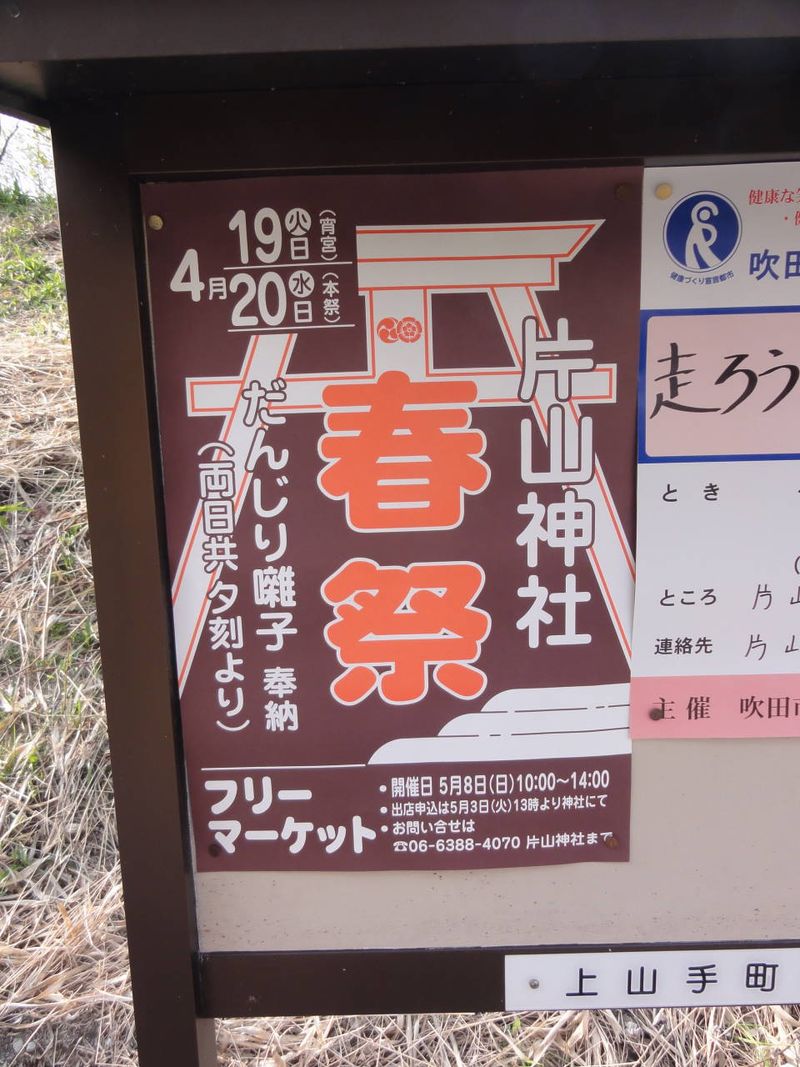 4月
19㊋日(宵宮)
20㊌日(本祭)
片山神社
春祭
だんじり囃子 奉納
(両日共 夕刻より)
フリー
マーケット
・開催日 5月8日(日)10:00〜14:00
・出店申込は5月3日(火)13時より神社にて
・お問い合せは
☎06-6388-4070 片山神社まで
健康な
健康づくり宣言都市
吹田
走ろう
とき
ところ 片山
連絡先 片山
主催 吹田市
上山手町